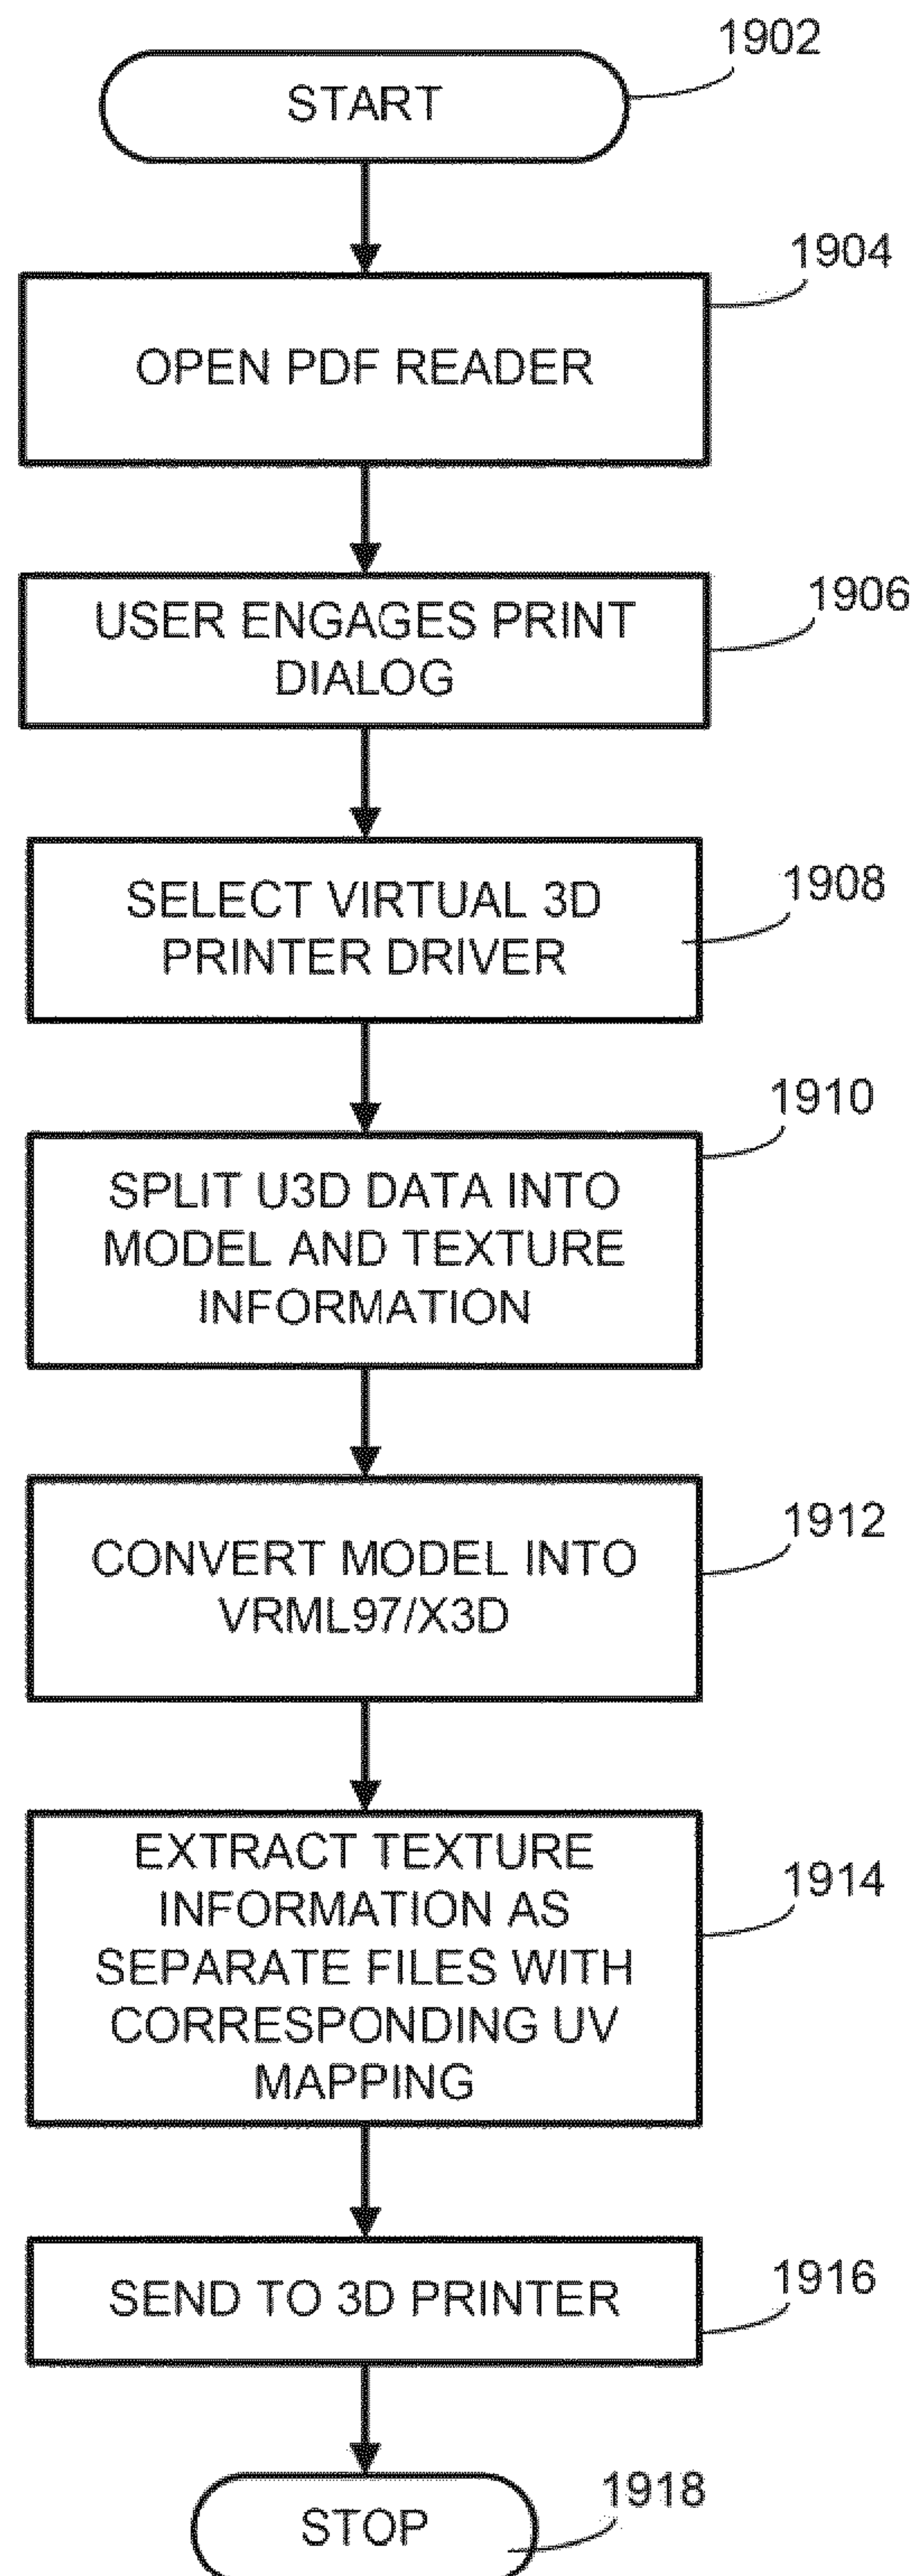 1902
START
1904
OPEN PDF READER
1906
USER ENGAGES PRINT
DIALOG
1908
SELECT VIRTUAL 3D
PRINTER DRIVER
1910
SPLIT U3D DATA INTO
MODEL AND TEXTURE
INFORMATION
1912
CONVERT MODEL INTO
VRML97/X3D
1914
EXTRACT TEXTURE
INFORMATION AS
SEPARATE FILES WITH
CORRESPONDING UV
MAPPING
1916
SEND TO 3D PRINTER
1918
STOP